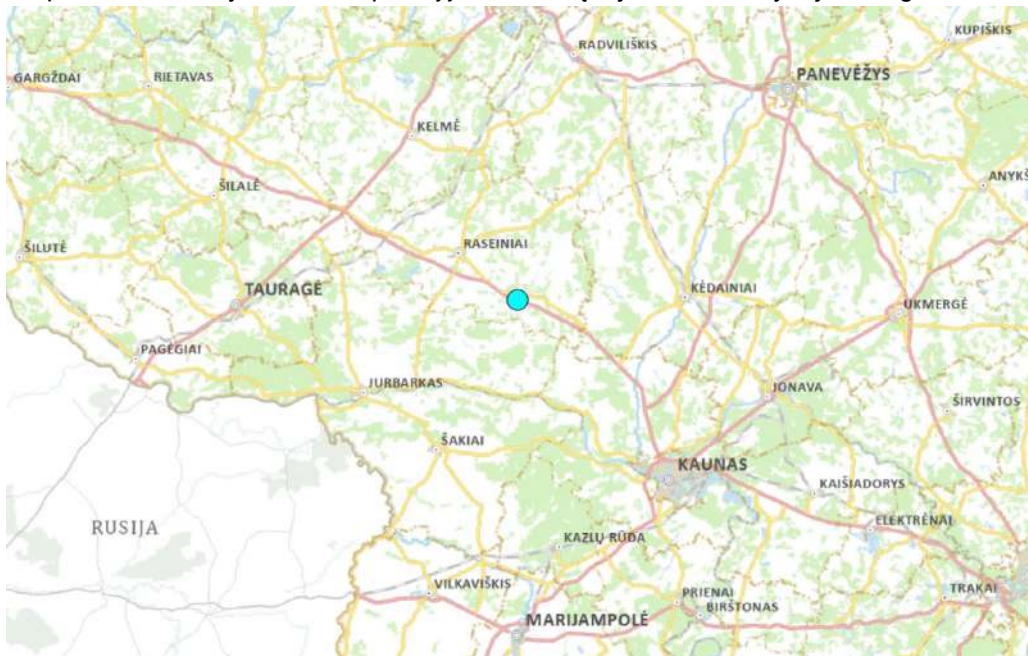 KUPIŠKIS
RADVILIŠKIS
GARGŽDAI
RIETAVAS
PANEVĖŽYS
KELMĖ
ANYKŠ
ŠILALĖ
ŠILUTĖ
RASEINIAI
TAURAGĖ
KĖDAINIAI
UKMERGĖ
PAGĖGIAI
JURBARKAS
JONAVA
ŠIRVINTOS
ŠAKIAI
KAUNAS
KAIŠIADORYS
RUSIJA
ELEKTRĖNAI
KAZLŲ RŪDA
VILKAVIŠKIS
PRIENAI
TRAKAI
BIRŠTONAS
MARIJAMPOLĖ